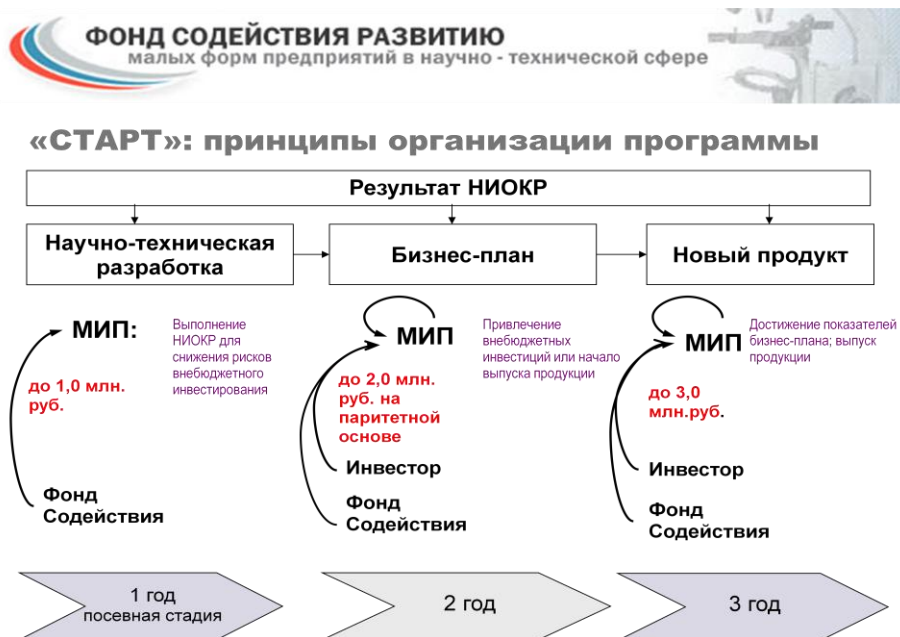 ФОНД СОДЕЙСТВИЯ РАЗВИТИЮ
малых форм предприятий в научно - технической сфере
«СТАРТ»: принципы организации программы
Результат НИОКР
Научно-техническая
разработка
Бизнес-план
Новый продукт
МИП:
Выполнение
НИОКР для
снижения рисков
внебюджетного
инвестирования
до 1,0 млн.
руб.
Фонд
Содействия
МИП
Привлечение
внебюджетных
инвестиций или начало
выпуска продукции
до 2,0 млн.
руб. на
паритетной
основе
Инвестор
Фонд
Содействия
МИП
Достижение показателей
бизнес-плана; выпуск
продукции
до 3,0
млн.руб.
Инвестор
Фонд
Содействия
1 год
посевная стадия
2 год
3 год